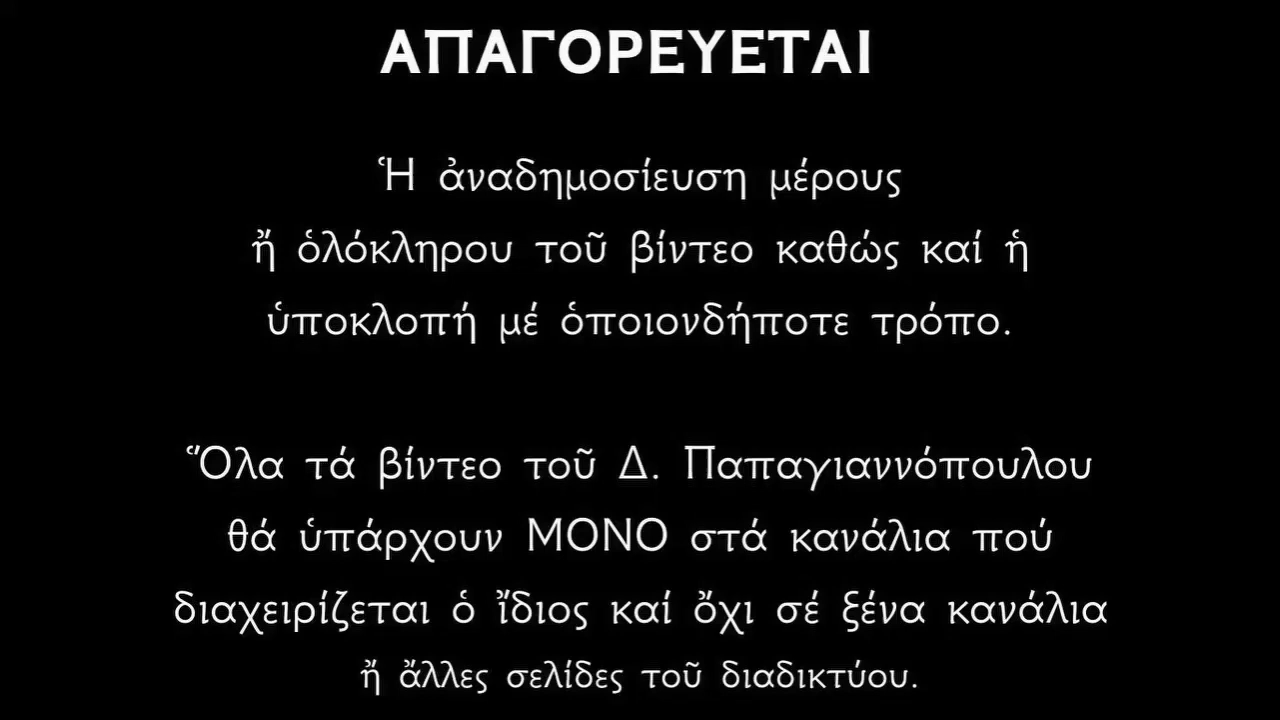 ΑΠΑΓΟΡΕΥΕΤΑΙ
Ἡ ἀναδημοσίευση μέρους
ἤ ὁλόκληρου τοῦ βίντεο καθώς καί ἡ
ὑποκλοπή μέ ὁποιονδήποτε τρόπο.
Ὅλα τά βίντεο τοῦ Δ. Παπαγιαννόπουλου
θά ὑπάρχουν ΜΟΝΟ στά κανάλια πού
διαχειρίζεται ὁ ἴδιος καί ὄχι σέ ξένα κανάλια
ἤ ἄλλες σελίδες τοῦ διαδικτύου.